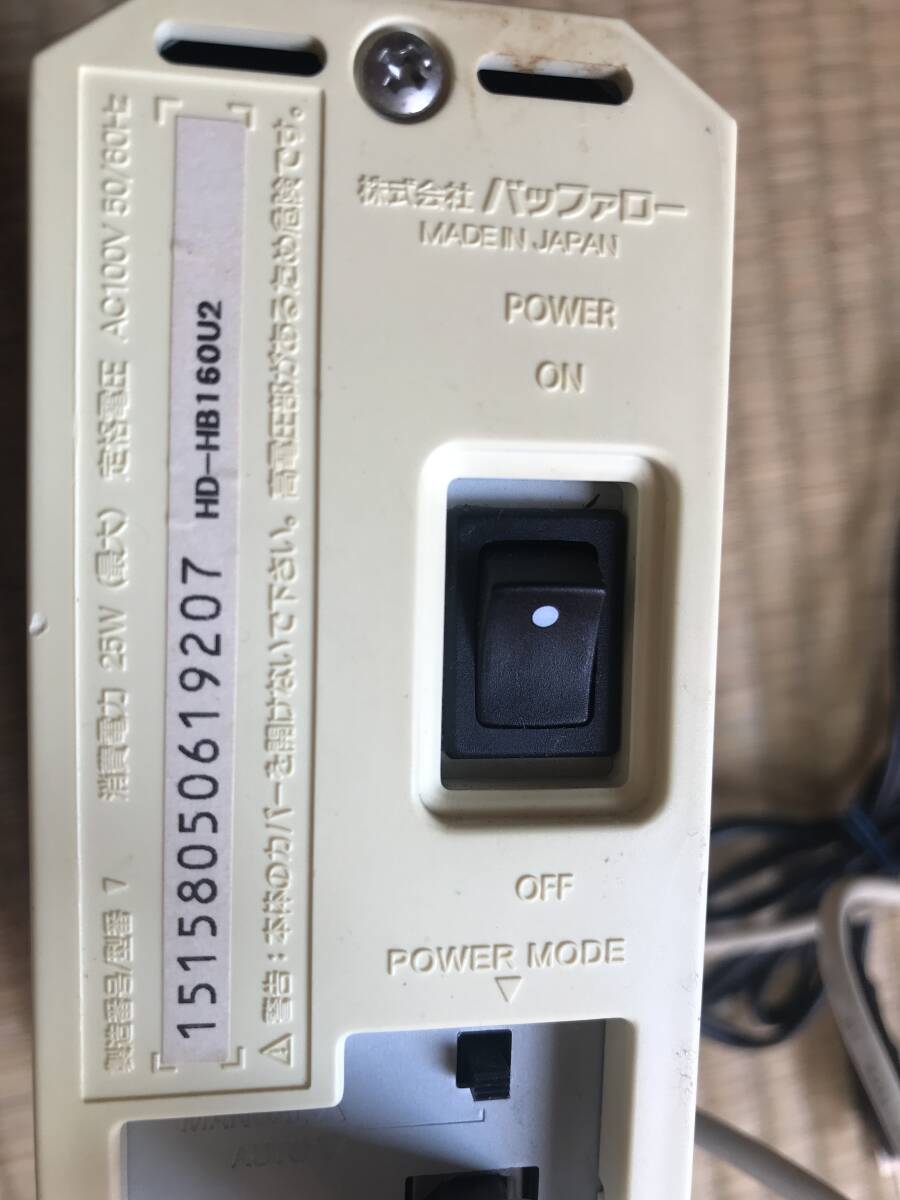 株式会社 バッファロー
MADE IN JAPAN
POWER
ON
OFF
POWER MODE
製造番号/風番 7 消費電力 25W (最大) 定格電圧 AC100V 50/60Hz
15158050619207 HD-HB160U2
警告:本体のカバーを開けないで下さい。高電圧部があるため危険です。
AUTO